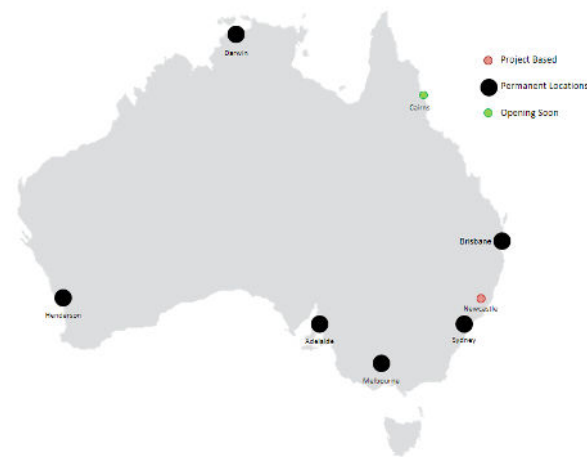 Darwin
Project Based
Permanent Locations
Cairns
Opening Soon
Brisbane
Newcastle
Henderson
Adelaide
Sydney
Melbourne